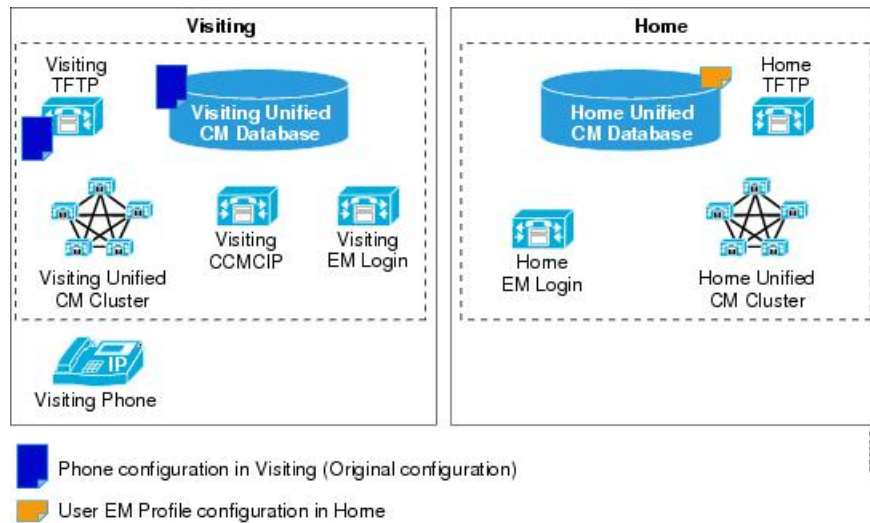 Visiting
Visiting
TFTP
Visiting Unified
CM Database
Visiting Unified
CM Cluster
Visiting
CCMCIP
Visiting
EM Login
IP
Visiting Phone
Home
Home Unified
CM Database
Home
TFTP
Home
EM Login
Home Unified
CM Cluster
Phone configuration in Visiting (Original configuration)
User EM Profile configuration in Home